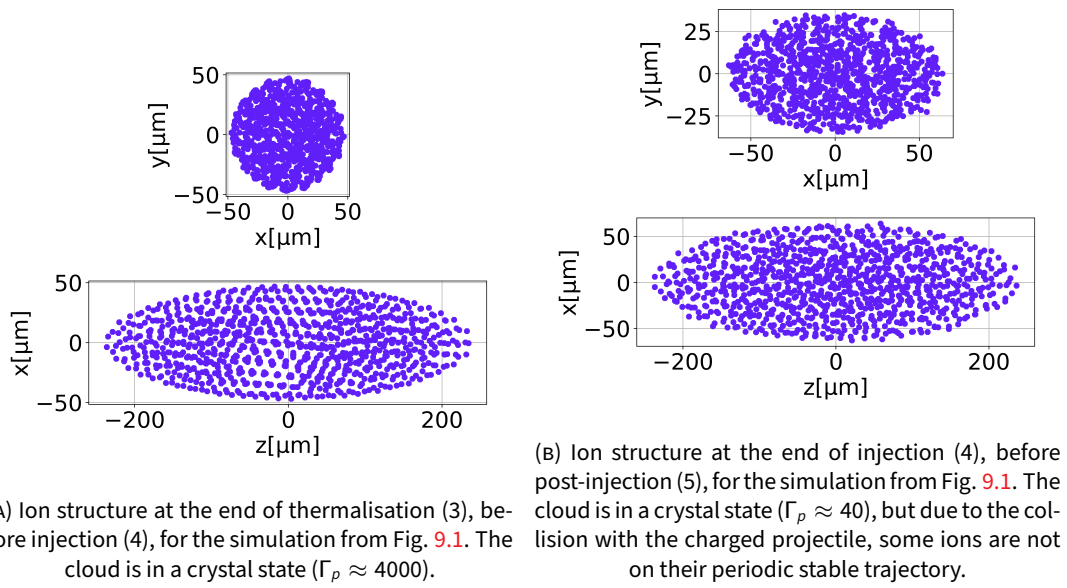 50
0
−50
y[μm]
−50 0 50
x[μm]
50
0
−50
x[μm]
−200 0 200
z[μm]
A) Ion structure at the end of thermalisation (3), be-
ore injection (4), for the simulation from Fig. 9.1. The
cloud is in a crystal state (Γp ≈ 4000).
25
0
−25
y[μm]
−50 0 50
x[μm]
50
0
−50
x[μm]
−200 0 200
z[μm]
(B) Ion structure at the end of injection (4), before
post-injection (5), for the simulation from Fig. 9.1. The
cloud is in a crystal state (Γp ≈ 40), but due to the col-
lision with the charged projectile, some ions are not
on their periodic stable trajectory.